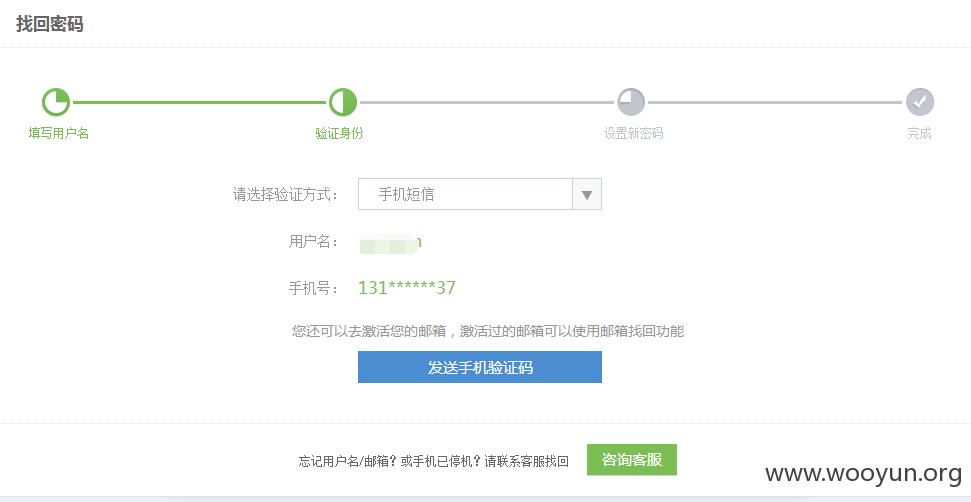 找回密码
填写用户名 验证身份 设置新密码 完成
请选择验证方式： 手机短信
用户名：
手机号： 131******37
您还可以去激活您的邮箱，激活过的邮箱可以使用邮箱找回功能
发送手机验证码
忘记用户名/邮箱？或手机已停机？请联系客服找回 咨询客服
www.wooyun.org